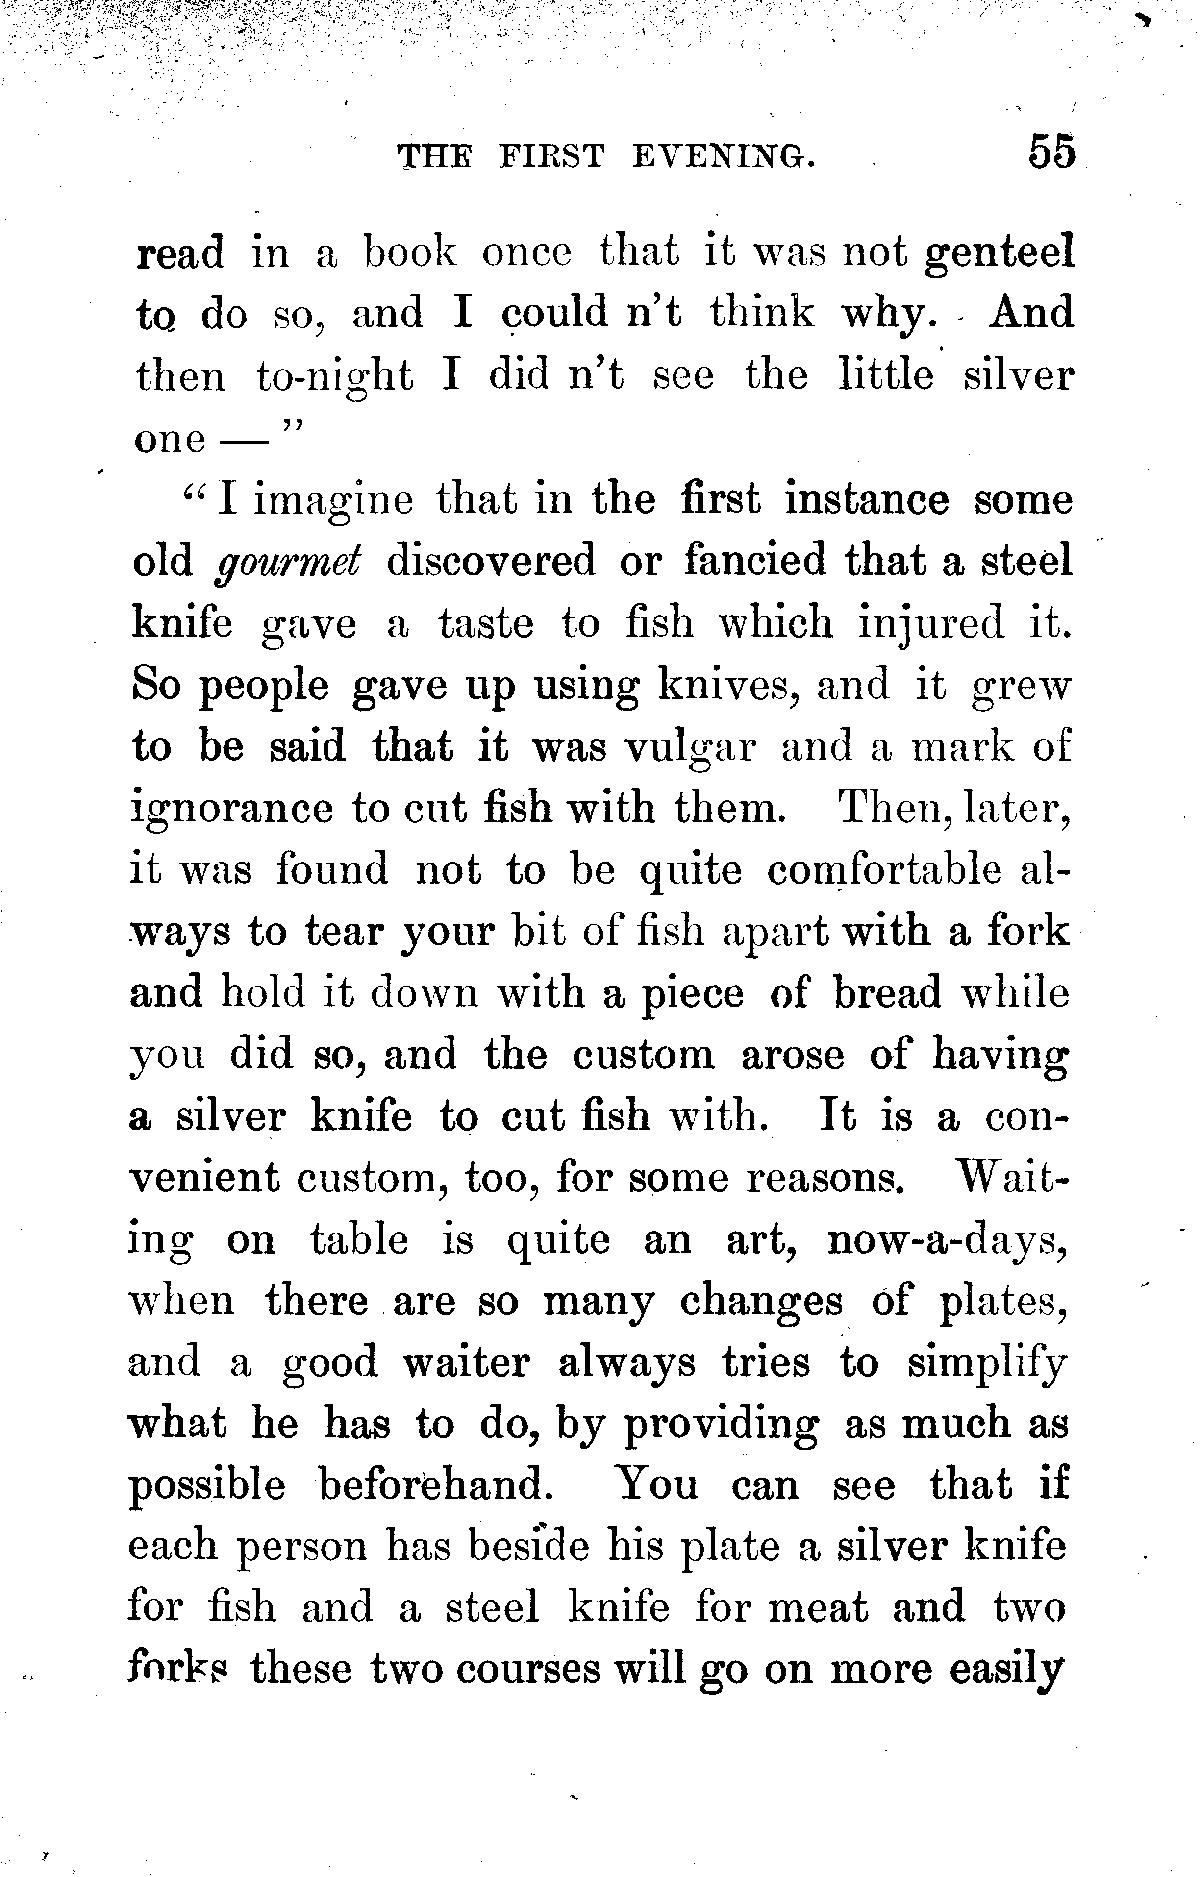 THE FIRST EVENING. 55
read in a book once that it was not genteel
to do so, and I could n't think why. And
then to-night I did n't see the little silver
one — "
" I imagine that in the first instance some
old gourmet discovered or fancied that a steel
knife gave a taste to fish which injured it.
So people gave up using knives, and it grew
to be said that it was vulgar and a mark of
ignorance to cut fish with them. Then, later,
it was found not to be quite comfortable al-
ways to tear your bit of fish apart with a fork
and hold it down with a piece of bread while
you did so, and the custom arose of having
a silver knife to cut fish with. It is a con-
venient custom, too, for some reasons. Wait-
ing on table is quite an art, now-a-days,
when there are so many changes of plates,
and a good waiter always tries to simplify
what he has to do, by providing as much as
possible beforehand. You can see that if
each person has beside his plate a silver knife
for fish and a steel knife for meat and two
forks these two courses will go on more easily